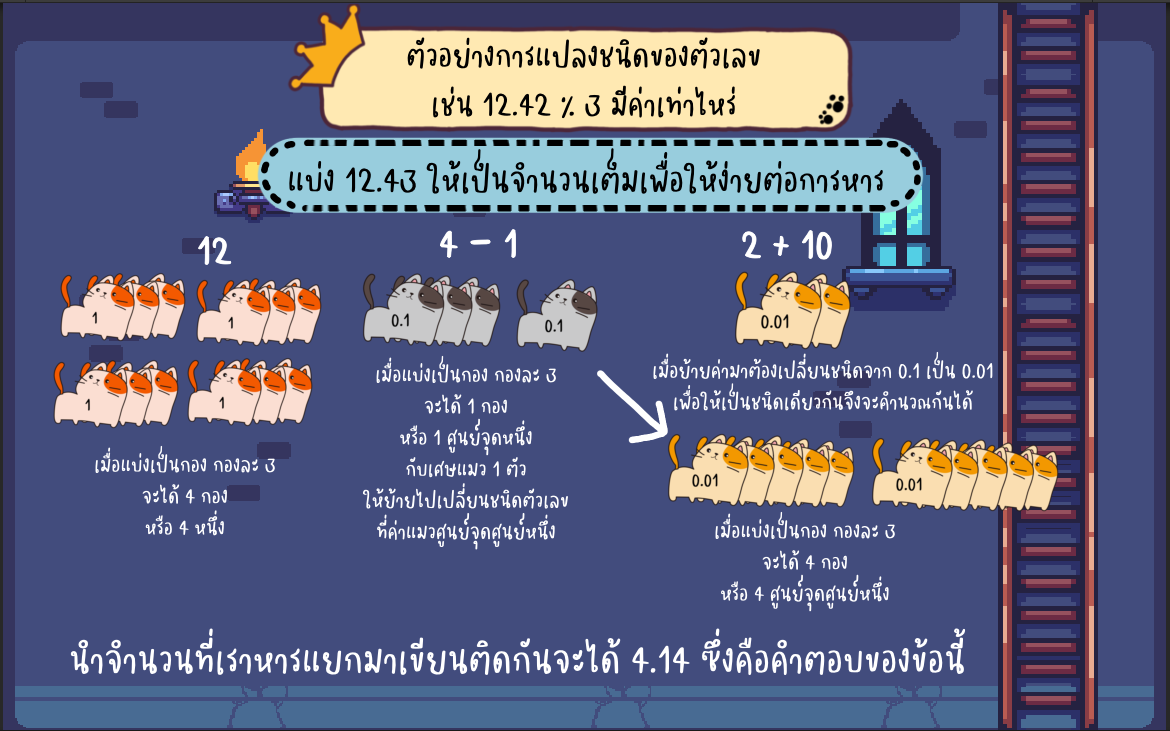 ตัวอย่างการแปลงชนิดของตัวเลข
เช่น 12.42 % 3 มีค่าเท่าไหร่
แบ่ง 12.43 ให้เป็นจำนวนเต็มเพื่อให้ง่ายต่อการหาร
12
4 - 1
2 + 10
1
1
0.1
0.1
0.01
1
1
เมื่อแบ่งเป็นกอง กองละ 3
จะได้ 4 กอง
หรือ 4 หนึ่ง
เมื่อแบ่งเป็นกอง กองละ 3
จะได้ 1 กอง
หรือ 1 ศูนย์จุดหนึ่ง
กับเศษแมว 1 ตัว
ให้ย้ายไปเปลี่ยนชนิดตัวเลข
ที่ค่าแมวศูนย์จุดศูนย์หนึ่ง
เมื่อย้ายค่ามาต้องเปลี่ยนชนิดจาก 0.1 เป็น 0.01
เพื่อให้เป็นชนิดเดียวกันจึงจะคำนวณกันได้
0.01
0.01
เมื่อแบ่งเป็นกอง กองละ 3
จะได้ 4 กอง
หรือ 4 ศูนย์จุดศูนย์หนึ่ง
นำจำนวนที่เราหารแยกมาเขียนติดกันจะได้ 4.14 ซึ่งคือคำตอบของข้อนี้